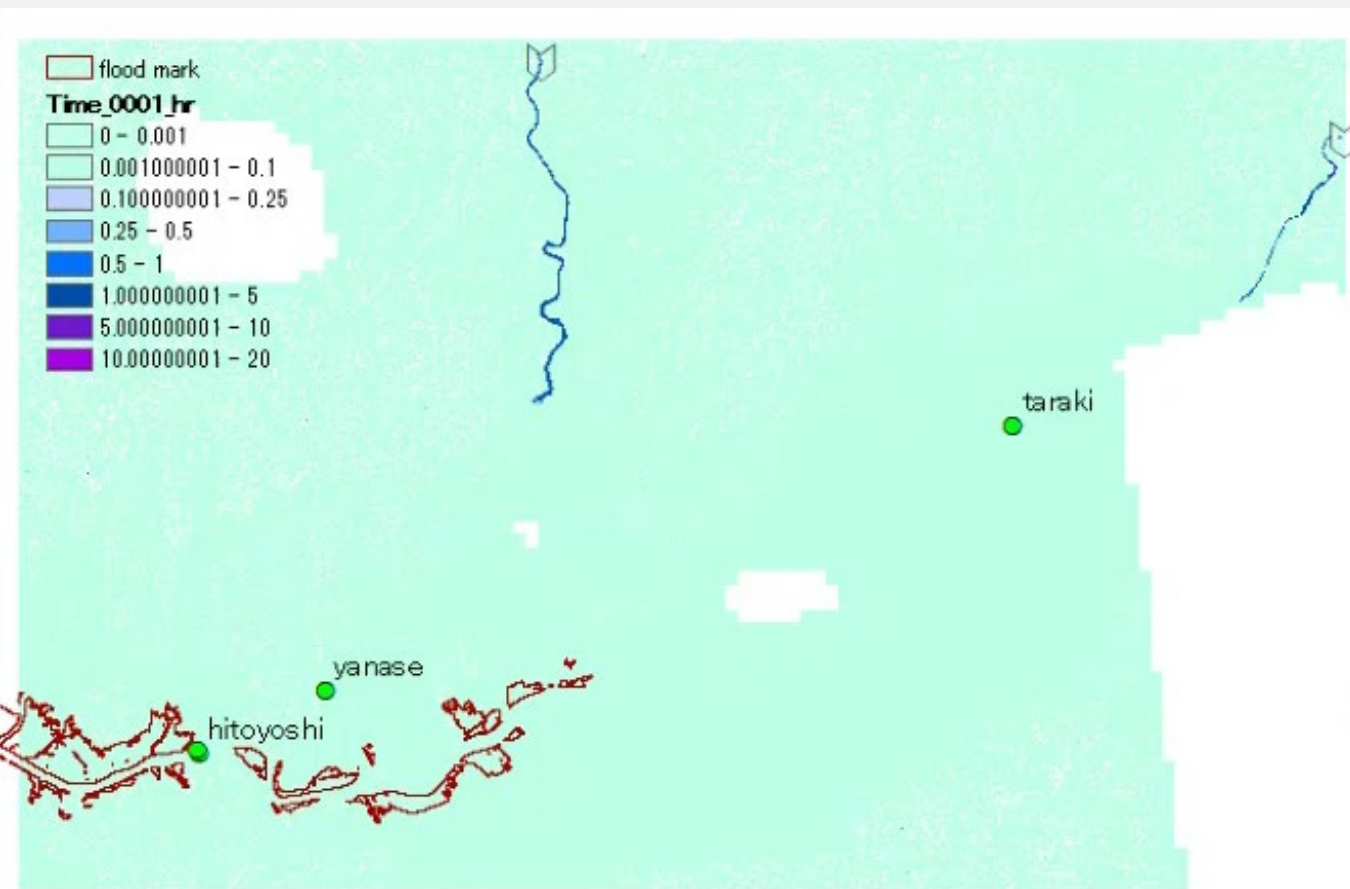 flood mark
Time_0001_hr
0 - 0.001
0.001000001 - 0.1
0.100000001 - 0.25
0.25 - 0.5
0.5 - 1
1.000000001 - 5
5.000000001 - 10
10.00000001 - 20
taraki
yanase
hitoyoshi